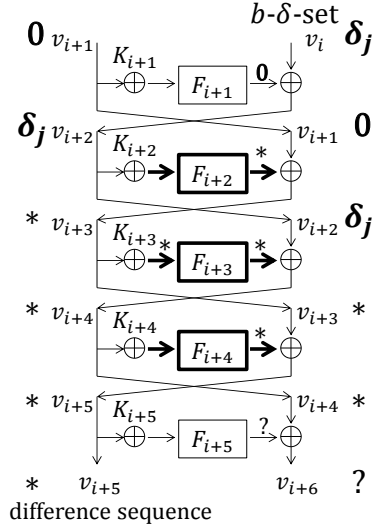 b-δ-set
0 v_{i+1} v_i δ_j
K_{i+1} F_{i+1} 0
δ_j v_{i+2} v_{i+1} 0
K_{i+2} F_{i+2} *
* v_{i+3} v_{i+2} δ_j
K_{i+3} * F_{i+3} *
* v_{i+4} v_{i+3} *
K_{i+4} F_{i+4} *
* v_{i+5} v_{i+4} *
K_{i+5} F_{i+5} ?
* v_{i+5} v_{i+6} ?
difference sequence